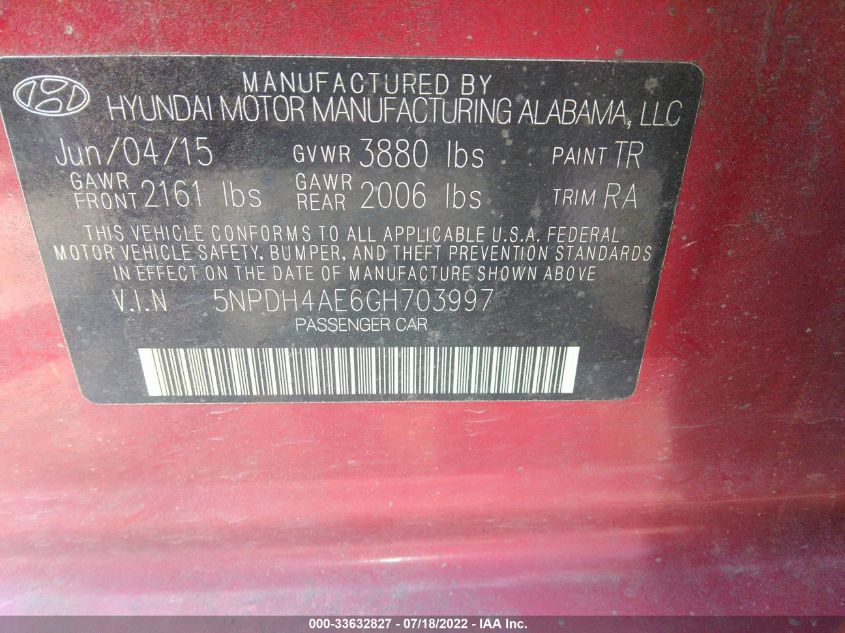 MANUFACTURED BY
HYUNDAI MOTOR MANUFACTURING ALABAMA, LLC
Jun/04/15 GVWR 3880 lbs PAINT TR
GAWR FRONT 2161 lbs GAWR REAR 2006 lbs TRIM RA
THIS VEHICLE CONFORMS TO ALL APPLICABLE U.S.A. FEDERAL
MOTOR VEHICLE SAFETY, BUMPER, AND THEFT PREVENTION STANDARDS
IN EFFECT ON THE DATE OF MANUFACTURE SHOWN ABOVE
V.I.N 5NPDH4AE6GH703997
PASSENGER CAR
000-33632827 - 07/18/2022 - IAA Inc.